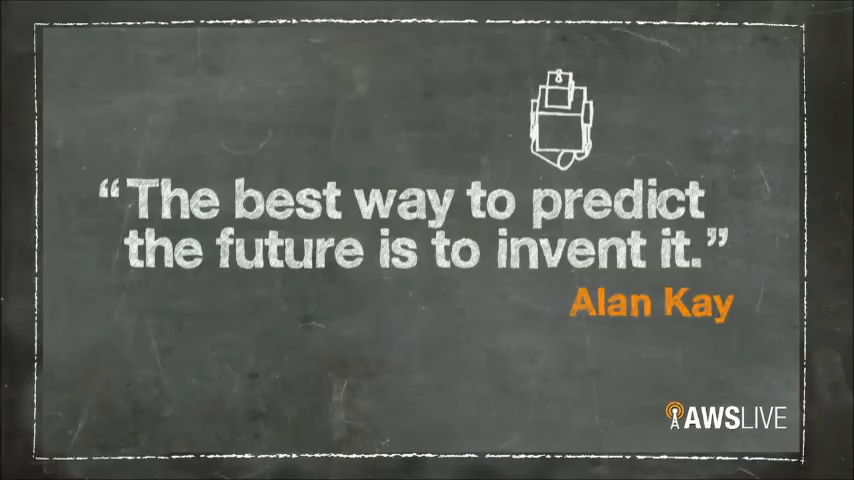 “The best way to predict
the future is to invent it.”
Alan Kay
AWSLIVE